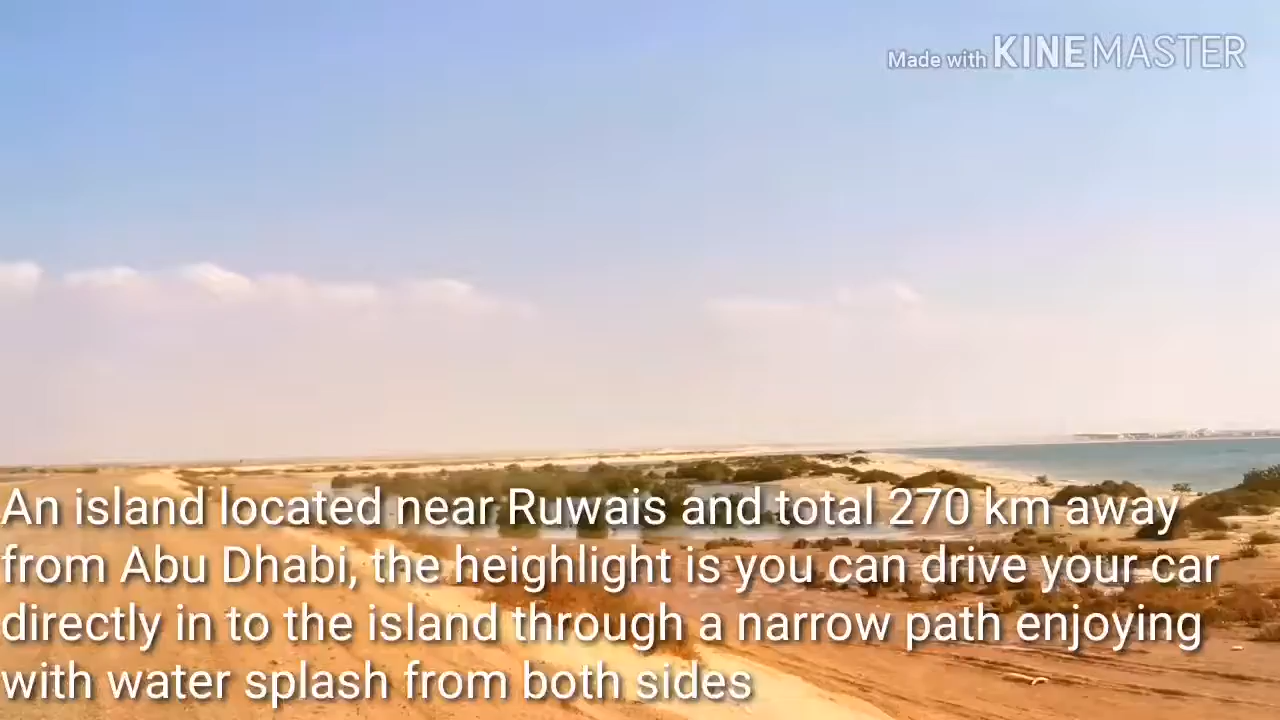 Made with KINEMASTER
An island located near Ruwais and total 270 km away
from Abu Dhabi, the heighlight is you can drive your car
directly in to the island through a narrow path enjoying
with water splash from both sides